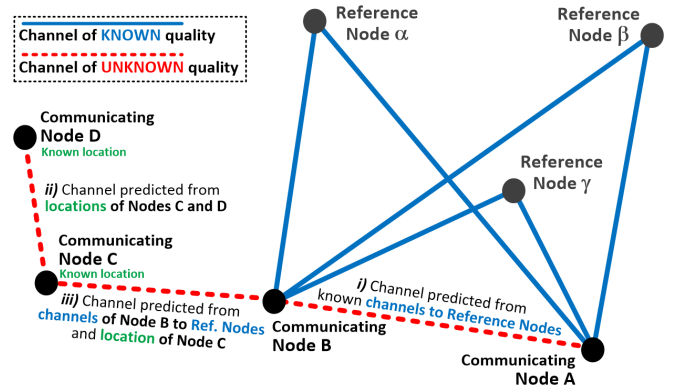 Channel of KNOWN quality
Channel of UNKNOWN quality
Reference
Node α
Reference
Node β
Communicating
Node D
Known location
Reference
Node γ
ii) Channel predicted from
locations of Nodes C and D
Communicating
Node C
Known location
i) Channel predicted from
known channels to Reference Nodes
iii) Channel predicted from
channels of Node B to Ref. Nodes
and location of Node C
Communicating
Node B
Communicating
Node A